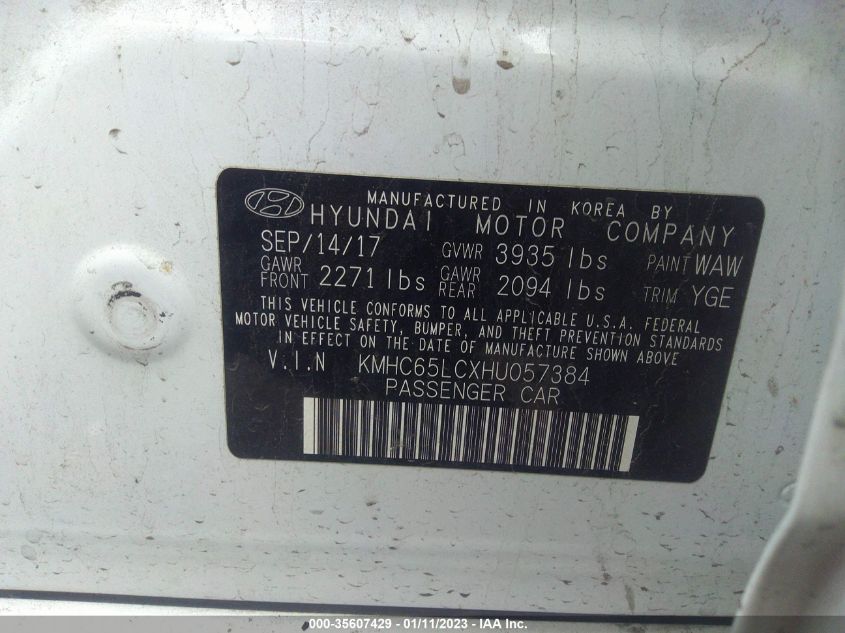 MANUFACTURED IN KOREA BY
HYUNDAI MOTOR COMPANY
SEP/14/17 GVWR 3935 lbs PAINT WAW
GAWR FRONT 2271 lbs GAWR REAR 2094 lbs TRIM YGE
THIS VEHICLE CONFORMS TO ALL APPLICABLE U.S.A. FEDERAL
MOTOR VEHICLE SAFETY, BUMPER, AND THEFT PREVENTION STANDARDS
IN EFFECT ON THE DATE OF MANUFACTURE SHOWN ABOVE
V.I.N KMHC65LCXHU057384
PASSENGER CAR
000-35607429 - 01/11/2023 - IAA Inc.